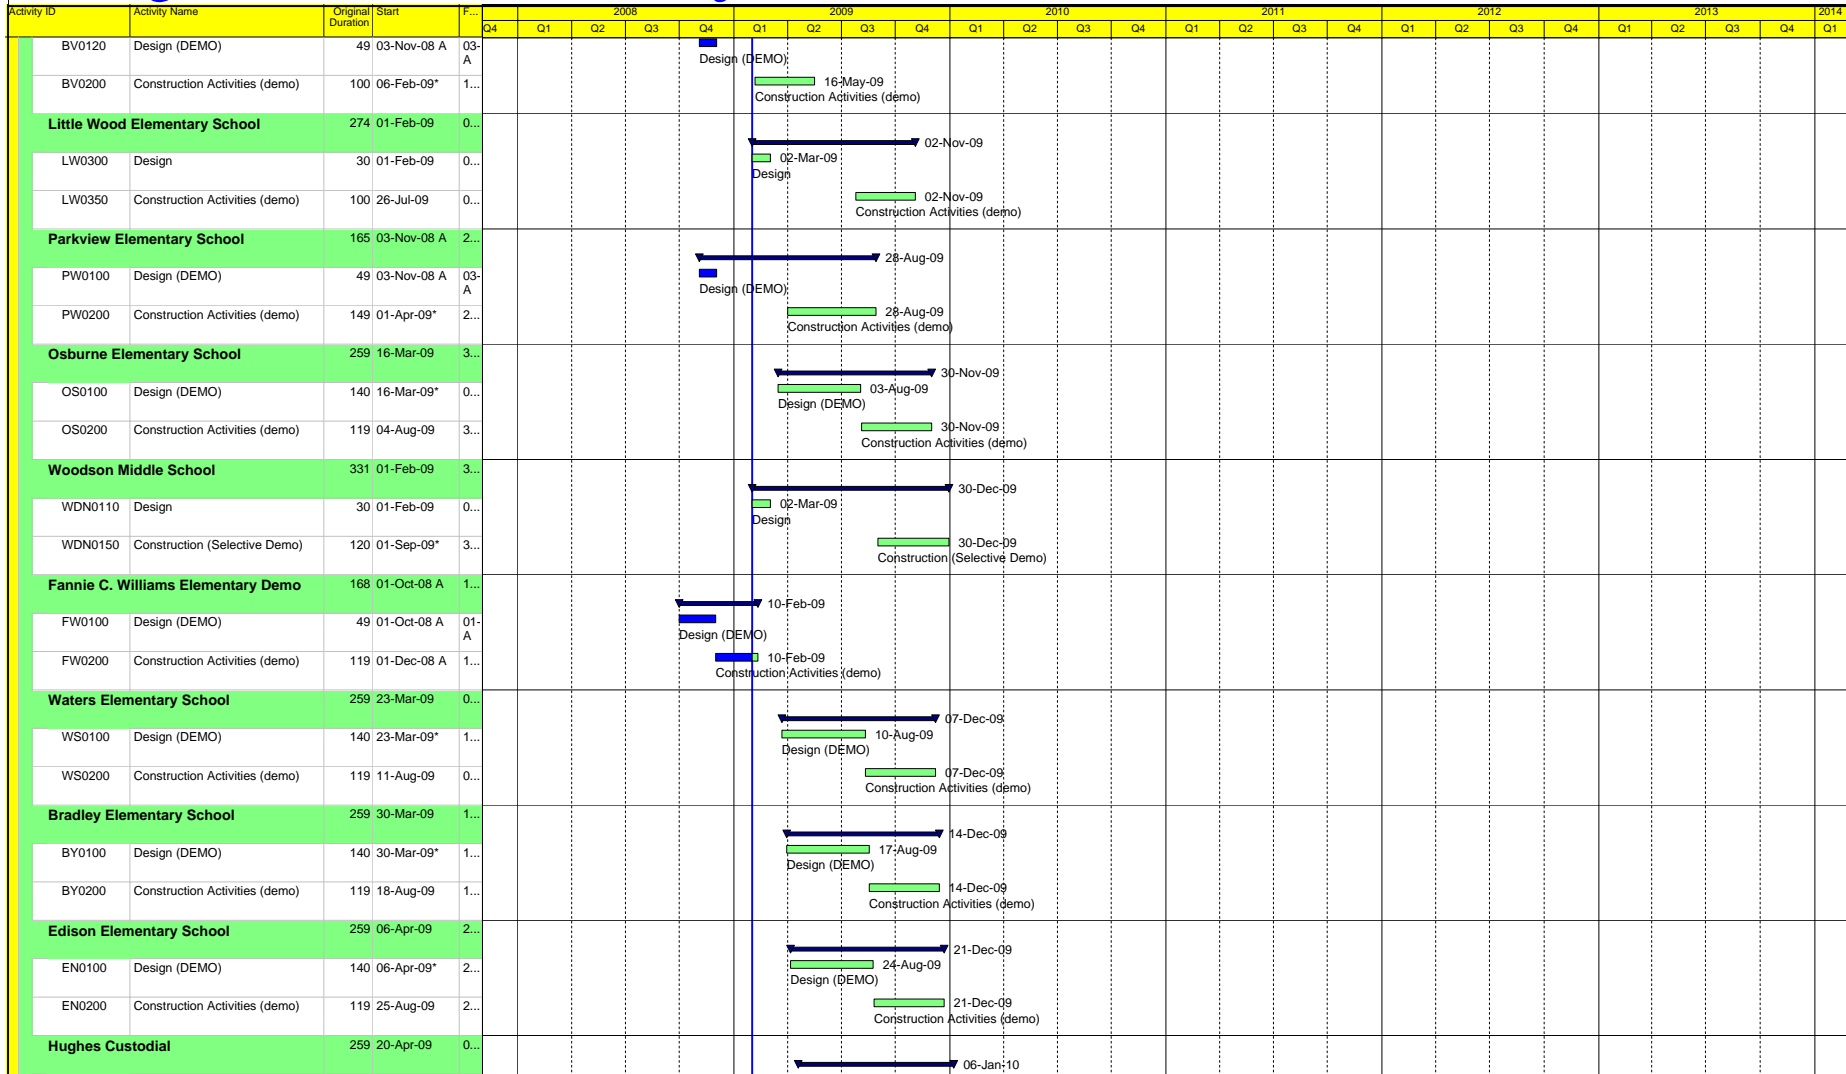 Activity ID Activity Name Original Duration Start F... 2008 2009 2010 2011 2012 2013 2014
Q4 Q1 Q2 Q3 Q4 Q1 Q2 Q3 Q4 Q1 Q2 Q3 Q4 Q1 Q2 Q3 Q4 Q1 Q2 Q3 Q4 Q1 Q2 Q3 Q4 Q1
BV0120 Design (DEMO) 49 03-Nov-08 A 03-A
Design (DEMO)
BV0200 Construction Activities (demo) 100 06-Feb-09* 1... 16-May-09
Construction Activities (demo)
Little Wood Elementary School 274 01-Feb-09 0...
02-Nov-09
LW0300 Design 30 01-Feb-09 0... 02-Mar-09
Design
LW0350 Construction Activities (demo) 100 26-Jul-09 0... 02-Nov-09
Construction Activities (demo)
Parkview Elementary School 165 03-Nov-08 A 2...
28-Aug-09
PW0100 Design (DEMO) 49 03-Nov-08 A 03-A
Design (DEMO)
PW0200 Construction Activities (demo) 149 01-Apr-09* 2... 28-Aug-09
Construction Activities (demo)
Osburne Elementary School 259 16-Mar-09 3...
30-Nov-09
OS0100 Design (DEMO) 140 16-Mar-09* 0... 03-Aug-09
Design (DEMO)
OS0200 Construction Activities (demo) 119 04-Aug-09 3... 30-Nov-09
Construction Activities (demo)
Woodson Middle School 331 01-Feb-09 3...
30-Dec-09
WDN0110 Design 30 01-Feb-09 0... 02-Mar-09
Design
WDN0150 Construction (Selective Demo) 120 01-Sep-09* 3... 30-Dec-09
Construction (Selective Demo)
Fannie C. Williams Elementary Demo 168 01-Oct-08 A 1...
10-Feb-09
FW0100 Design (DEMO) 49 01-Oct-08 A 01-A
Design (DEMO)
FW0200 Construction Activities (demo) 119 01-Dec-08 A 1... 10-Feb-09
Construction Activities (demo)
Waters Elementary School 259 23-Mar-09 0...
07-Dec-09
WS0100 Design (DEMO) 140 23-Mar-09* 1... 10-Aug-09
Design (DEMO)
WS0200 Construction Activities (demo) 119 11-Aug-09 0... 07-Dec-09
Construction Activities (demo)
Bradley Elementary School 259 30-Mar-09 1...
14-Dec-09
BY0100 Design (DEMO) 140 30-Mar-09* 1... 17-Aug-09
Design (DEMO)
BY0200 Construction Activities (demo) 119 18-Aug-09 1... 14-Dec-09
Construction Activities (demo)
Edison Elementary School 259 06-Apr-09 2...
21-Dec-09
EN0100 Design (DEMO) 140 06-Apr-09* 2... 24-Aug-09
Design (DEMO)
EN0200 Construction Activities (demo) 119 25-Aug-09 2... 21-Dec-09
Construction Activities (demo)
Hughes Custodial 259 20-Apr-09 0...
06-Jan-10